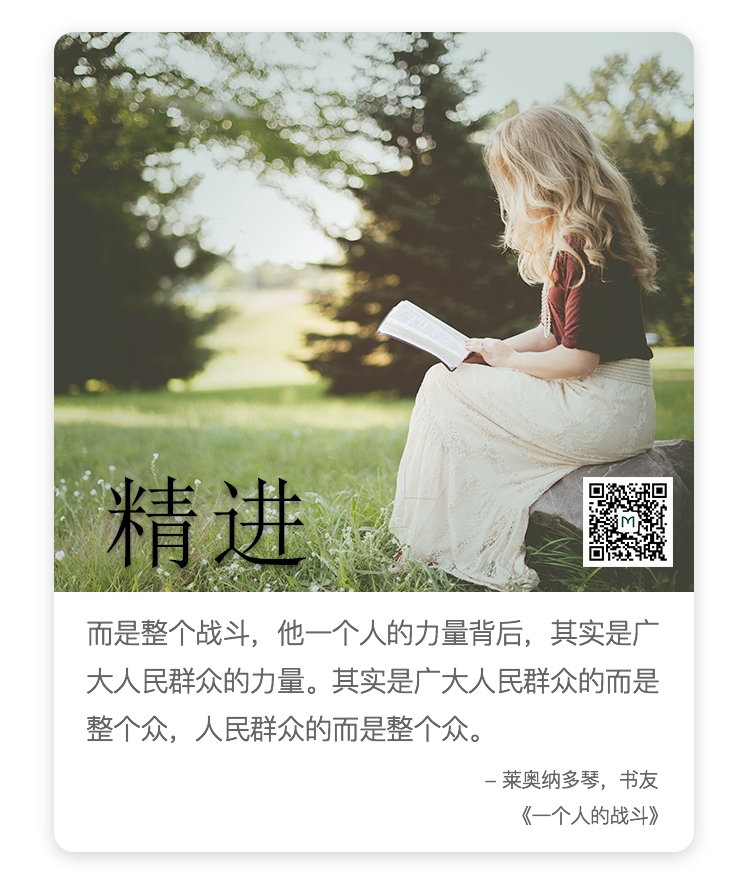 精进
M
而是整个战斗，他一个人的力量背后，其实是广
大人民群众的力量。其实是广大人民群众的而是
整个众，人民群众的而是整个众。
– 莱奥纳多琴，书友
《一个人的战斗》